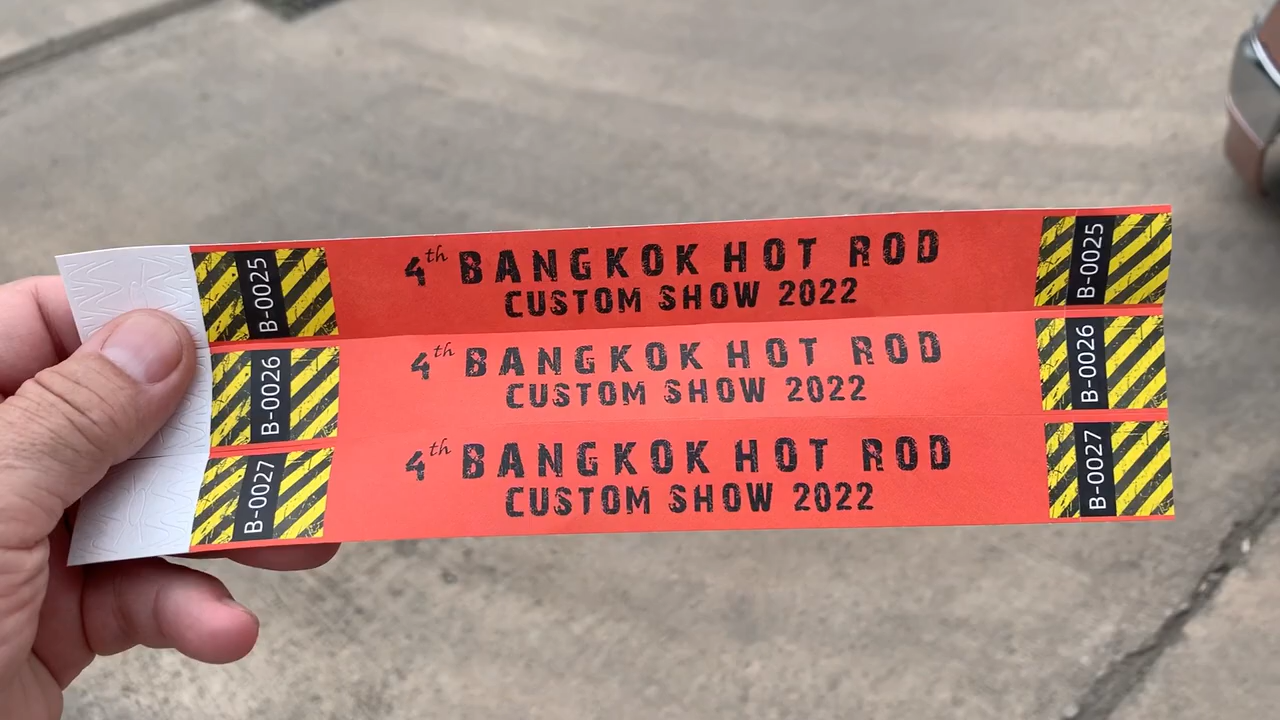 B-0025 4th BANGKOK HOT ROD B-0025
CUSTOM SHOW 2022
B-0026 4th BANGKOK HOT ROD B-0026
CUSTOM SHOW 2022
B-0027 4th BANGKOK HOT ROD B-0027
CUSTOM SHOW 2022